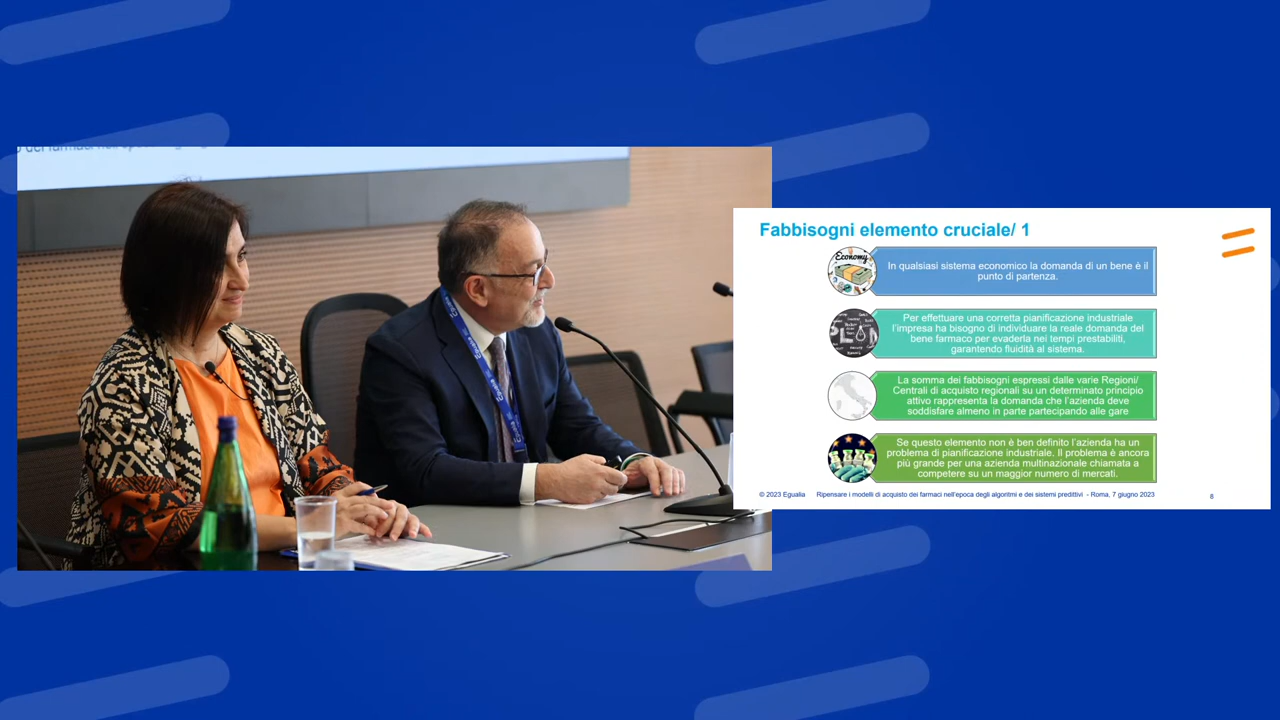 dei farmaci nell'epoca
Egualia
Fabbisogni elemento cruciale/ 1
Economy
In qualsiasi sistema economico la domanda di un bene è il
punto di partenza.
Per effettuare una corretta pianificazione industriale
l'impresa ha bisogno di individuare la reale domanda del
bene farmaco per evaderla nei tempi prestabiliti,
garantendo fluidità al sistema.
La somma dei fabbisogni espressi dalle varie Regioni/
Centrali di acquisto regionali su un determinato principio
attivo rappresenta la domanda che l'azienda deve
soddisfare almeno in parte partecipando alle gare
Se questo elemento non è ben definito l'azienda ha un
problema di pianificazione industriale. Il problema è ancora
più grande per una azienda multinazionale chiamata a
competere su un maggior numero di mercati.
© 2023 Egualia Ripensare i modelli di acquisto dei farmaci nell'epoca degli algoritmi e dei sistemi predittivi - Roma, 7 giugno 2023
8